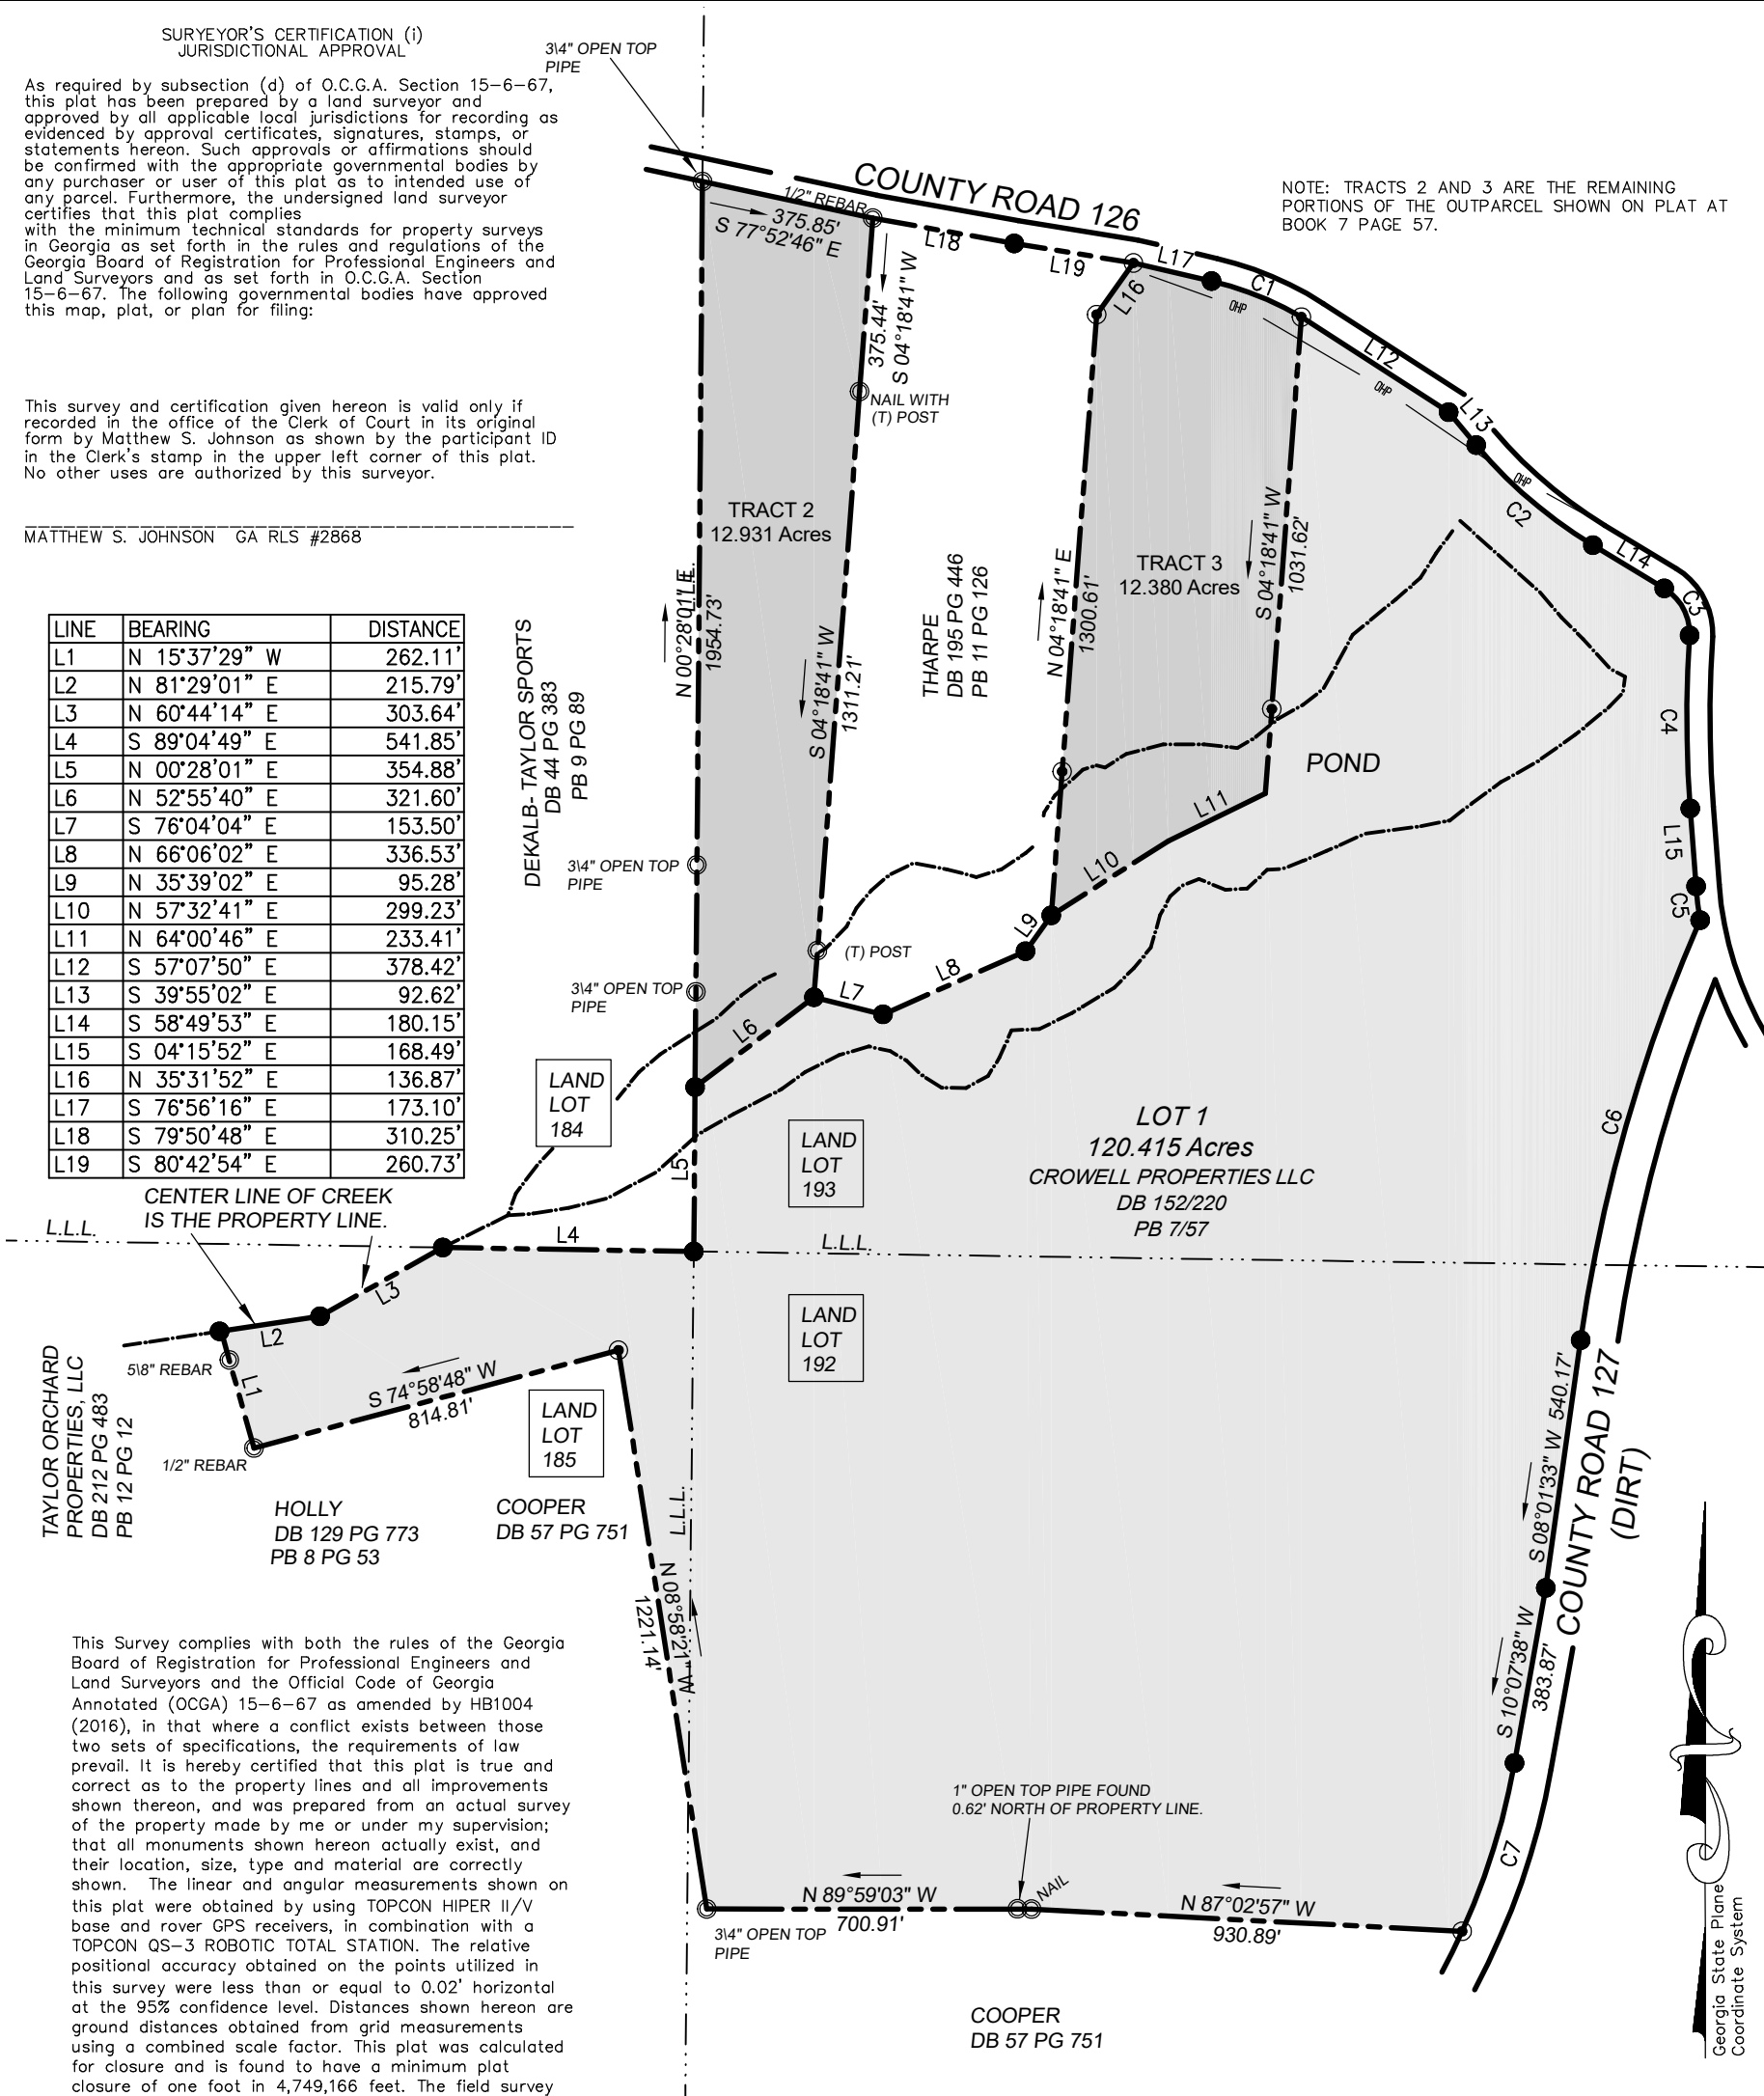 SURYEYOR'S CERTIFICATION (i)
JURISDICTIONAL APPROVAL
As required by subsection (d) of O.C.G.A. Section 15-6-67,
this plat has been prepared by a land surveyor and
approved by all applicable local jurisdictions for recording as
evidenced by approval certificates, signatures, stamps, or
statements hereon. Such approvals or affirmations should
be confirmed with the appropriate governmental bodies by
any purchaser or user of this plat as to intended use of
any parcel. Furthermore, the undersigned land surveyor
certifies that this plat complies
with the minimum technical standards for property surveys
in Georgia as set forth in the rules and regulations of the
Georgia Board of Registration for Professional Engineers and
Land Surveyors and as set forth in O.C.G.A. Section
15-6-67. The following governmental bodies have approved
this map, plat, or plan for filing:
This survey and certification given hereon is valid only if
recorded in the office of the Clerk of Court in its original
form by Matthew S. Johnson as shown by the participant ID
in the Clerk's stamp in the upper left corner of this plat.
No other uses are authorized by this surveyor.
MATTHEW S. JOHNSON GA RLS #2868
LINE BEARING DISTANCE
L1 N 15°37'29" W 262.11'
L2 N 81°29'01" E 215.79'
L3 N 60°44'14" E 303.64'
L4 S 89°04'49" E 541.85'
L5 N 00°28'01" E 354.88'
L6 N 52°55'40" E 321.60'
L7 S 76°04'04" E 153.50'
L8 N 66°06'02" E 336.53'
L9 N 35°39'02" E 95.28'
L10 N 57°32'41" E 299.23'
L11 N 64°00'46" E 233.41'
L12 S 57°07'50" E 378.42'
L13 S 39°55'02" E 92.62'
L14 S 58°49'53" E 180.15'
L15 S 04°15'52" E 168.49'
L16 N 35°31'52" E 136.87'
L17 S 76°56'16" E 173.10'
L18 S 79°50'48" E 310.25'
L19 S 80°42'54" E 260.73'
CENTER LINE OF CREEK
IS THE PROPERTY LINE.
L.L.L.
3\4" OPEN TOP
PIPE
COUNTY ROAD 126
1/2" REBAR
375.85'
S 77°52'46" E
L18
L19
L17
L16
C1
OHP
L12
OHP
L13
OHP
C2
L14
C3
C4
L15
C5
C6
NOTE: TRACTS 2 AND 3 ARE THE REMAINING
PORTIONS OF THE OUTPARCEL SHOWN ON PLAT AT
BOOK 7 PAGE 57.
375.44'
S 04°18'41" W
NAIL WITH
(T) POST
TRACT 2
12.931 Acres
N 00°28'01" E
L.L.L.
1954.73'
S 04°18'41" W
1311.21'
DEKALB- TAYLOR SPORTS
DB 44 PG 383
PB 9 PG 89
THARPE
DB 195 PG 446
PB 11 PG 126
N 04°18'41" E
1300.61'
TRACT 3
12.380 Acres
S 04°18'41" W
1031.62'
POND
L11
L10
L9
L8
L7
L6
L5
L4
L3
L2
L1
3\4" OPEN TOP
PIPE
(T) POST
3\4" OPEN TOP
PIPE
LAND
LOT
184
LAND
LOT
193
LOT 1
120.415 Acres
CROWELL PROPERTIES LLC
DB 152/220
PB 7/57
L.L.L.
LAND
LOT
192
5\8" REBAR
S 74°58'48" W
814.81'
1/2" REBAR
LAND
LOT
185
TAYLOR ORCHARD
PROPERTIES, LLC
DB 212 PG 483
PB 12 PG 12
HOLLY
DB 129 PG 773
PB 8 PG 53
COOPER
DB 57 PG 751
L.L.L.
N 08°58'21" W
1221.14'
S 08°01'33" W 540.17'
COUNTY ROAD 127
(DIRT)
S 10°07'38" W
383.87'
C7
1" OPEN TOP PIPE FOUND
0.62' NORTH OF PROPERTY LINE.
N 89°59'03" W
700.91'
NAIL
N 87°02'57" W
930.89'
3\4" OPEN TOP
PIPE
COOPER
DB 57 PG 751
Georgia State Plane
Coordinate System
This Survey complies with both the rules of the Georgia
Board of Registration for Professional Engineers and
Land Surveyors and the Official Code of Georgia
Annotated (OCGA) 15-6-67 as amended by HB1004
(2016), in that where a conflict exists between those
two sets of specifications, the requirements of law
prevail. It is hereby certified that this plat is true and
correct as to the property lines and all improvements
shown thereon, and was prepared from an actual survey
of the property made by me or under my supervision;
that all monuments shown hereon actually exist, and
their location, size, type and material are correctly
shown. The linear and angular measurements shown on
this plat were obtained by using TOPCON HIPER II/V
base and rover GPS receivers, in combination with a
TOPCON QS-3 ROBOTIC TOTAL STATION. The relative
positional accuracy obtained on the points utilized in
this survey were less than or equal to 0.02' horizontal
at the 95% confidence level. Distances shown hereon are
ground distances obtained from grid measurements
using a combined scale factor. This plat was calculated
for closure and is found to have a minimum plat
closure of one foot in 4,749,166 feet. The field survey